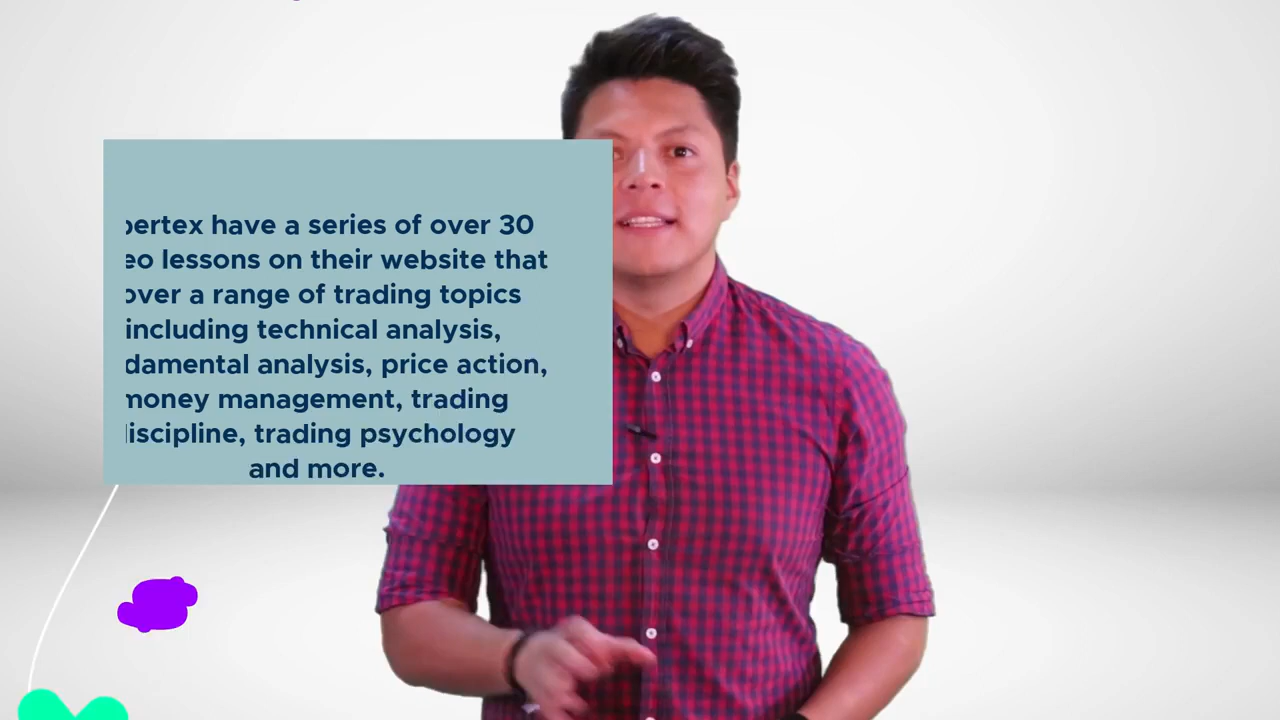 pertex have a series of over 30
eo lessons on their website that
over a range of trading topics
including technical analysis,
damental analysis, price action,
money management, trading
iscipline, trading psychology
and more.